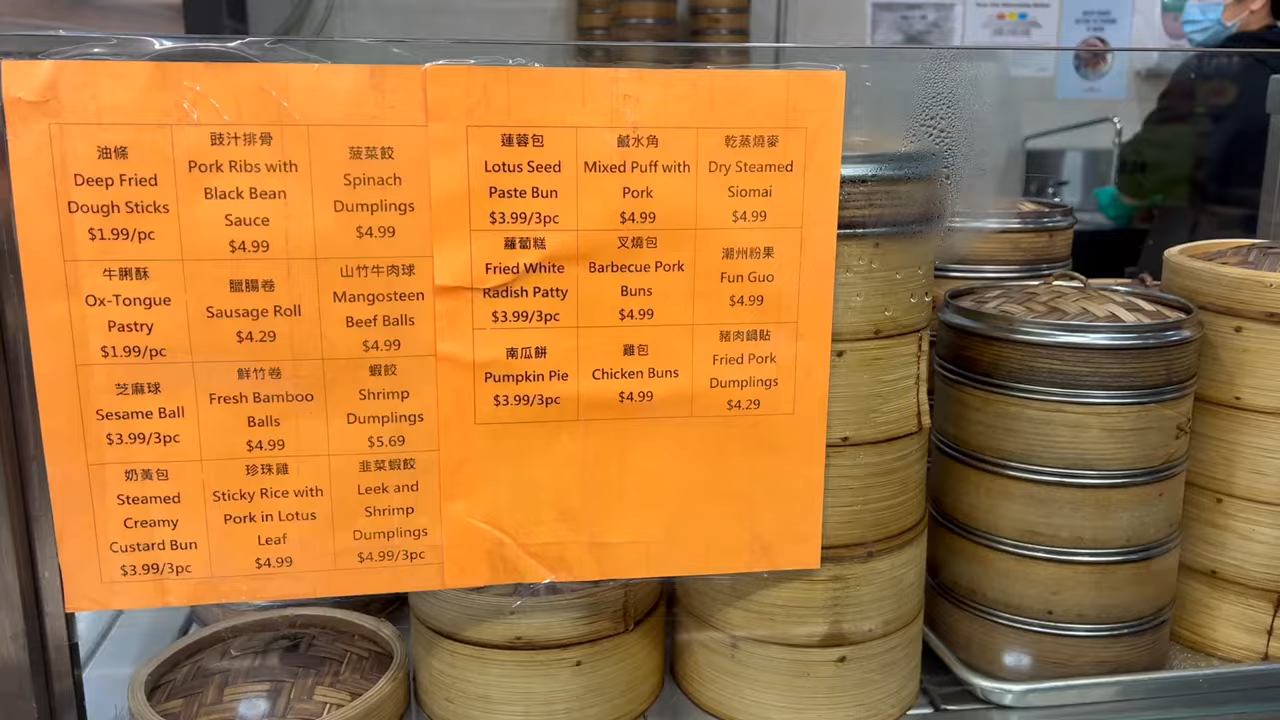 油條
Deep Fried
Dough Sticks
$1.99/pc
豉汁排骨
Pork Ribs with
Black Bean
Sauce
$4.99
菠菜餃
Spinach
Dumplings
$4.99
牛脷酥
Ox-Tongue
Pastry
$1.99/pc
臘腸卷
Sausage Roll
$4.29
山竹牛肉球
Mangosteen
Beef Balls
$4.99
芝麻球
Sesame Ball
$3.99/3pc
鮮竹卷
Fresh Bamboo
Balls
$4.99
蝦餃
Shrimp
Dumplings
$5.69
奶黃包
Steamed
Creamy
Custard Bun
$3.99/3pc
珍珠雞
Sticky Rice with
Pork in Lotus
Leaf
$4.99
韭菜蝦餃
Leek and
Shrimp
Dumplings
$4.99/3pc
蓮蓉包
Lotus Seed
Paste Bun
$3.99/3pc
鹹水角
Mixed Puff with
Pork
$4.99
乾蒸燒麥
Dry Steamed
Siomai
$4.99
蘿蔔糕
Fried White
Radish Patty
$3.99/3pc
叉燒包
Barbecue Pork
Buns
$4.99
潮州粉果
Fun Guo
$4.99
南瓜餅
Pumpkin Pie
$3.99/3pc
雞包
Chicken Buns
$4.99
豬肉鍋貼
Fried Pork
Dumplings
$4.29